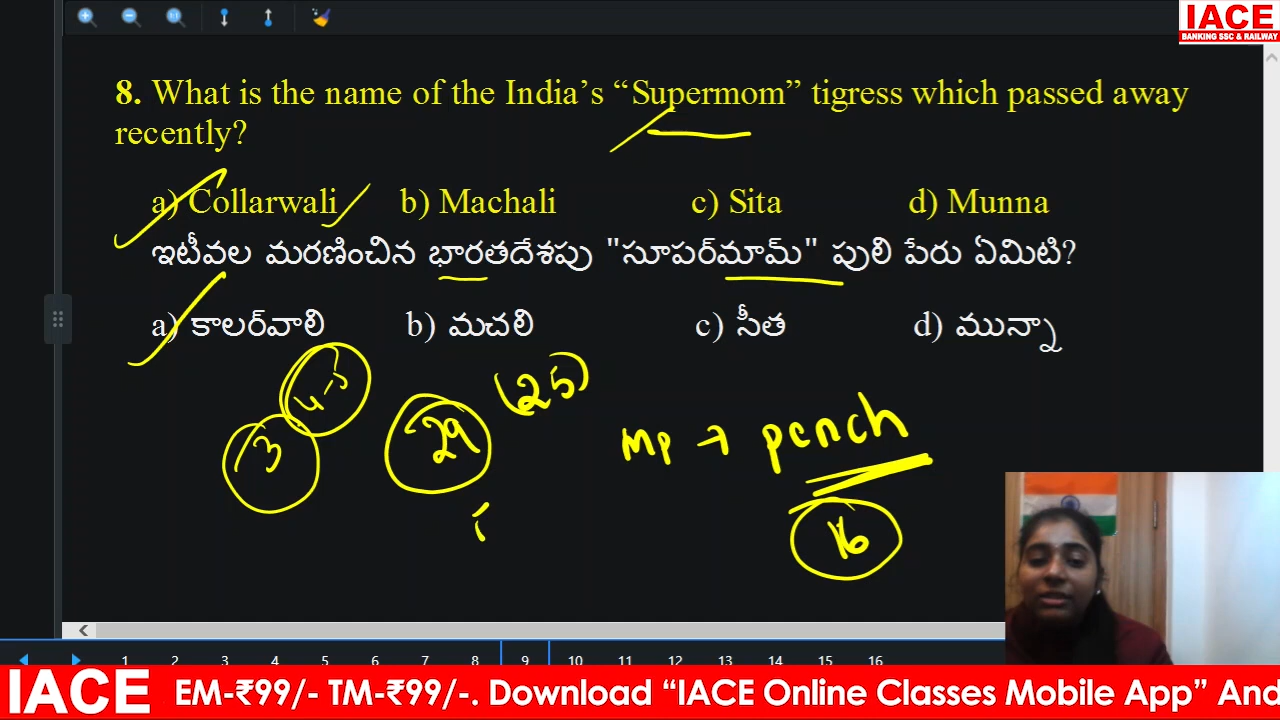 IACE
BANKING SSC & RAILWAY
8. What is the name of the India's “Supermom” tigress which passed away
recently?
a) Collarwali b) Machali c) Sita d) Munna
ఇటీవల మరణించిన భారతదేశపు "సూపర్‌మామ్" పులి పేరు ఏమిటి?
a) కాలర్‌వాలి b) మచలి c) సీత d) మున్నా
4-5
3
29
(25)
MP → pench
16
1 2 3 4 5 6 7 8 9 10 11 12 13 14 15 16
IACE EM-₹99/- TM-₹99/-. Download “IACE Online Classes Mobile App” And